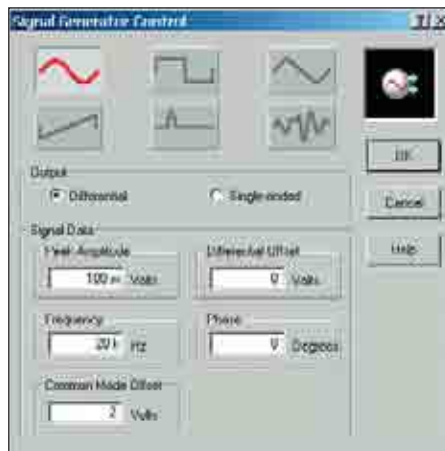 Signal Generator Control
OK
Output
Differential
Single-ended
Cancel
Signal Data
Peak Amplitude
Differential Offset
Help
100 m Volts
0 Volts
Frequency
Phase
20 k Hz
0 Degrees
Common Mode Offset
2 Volts